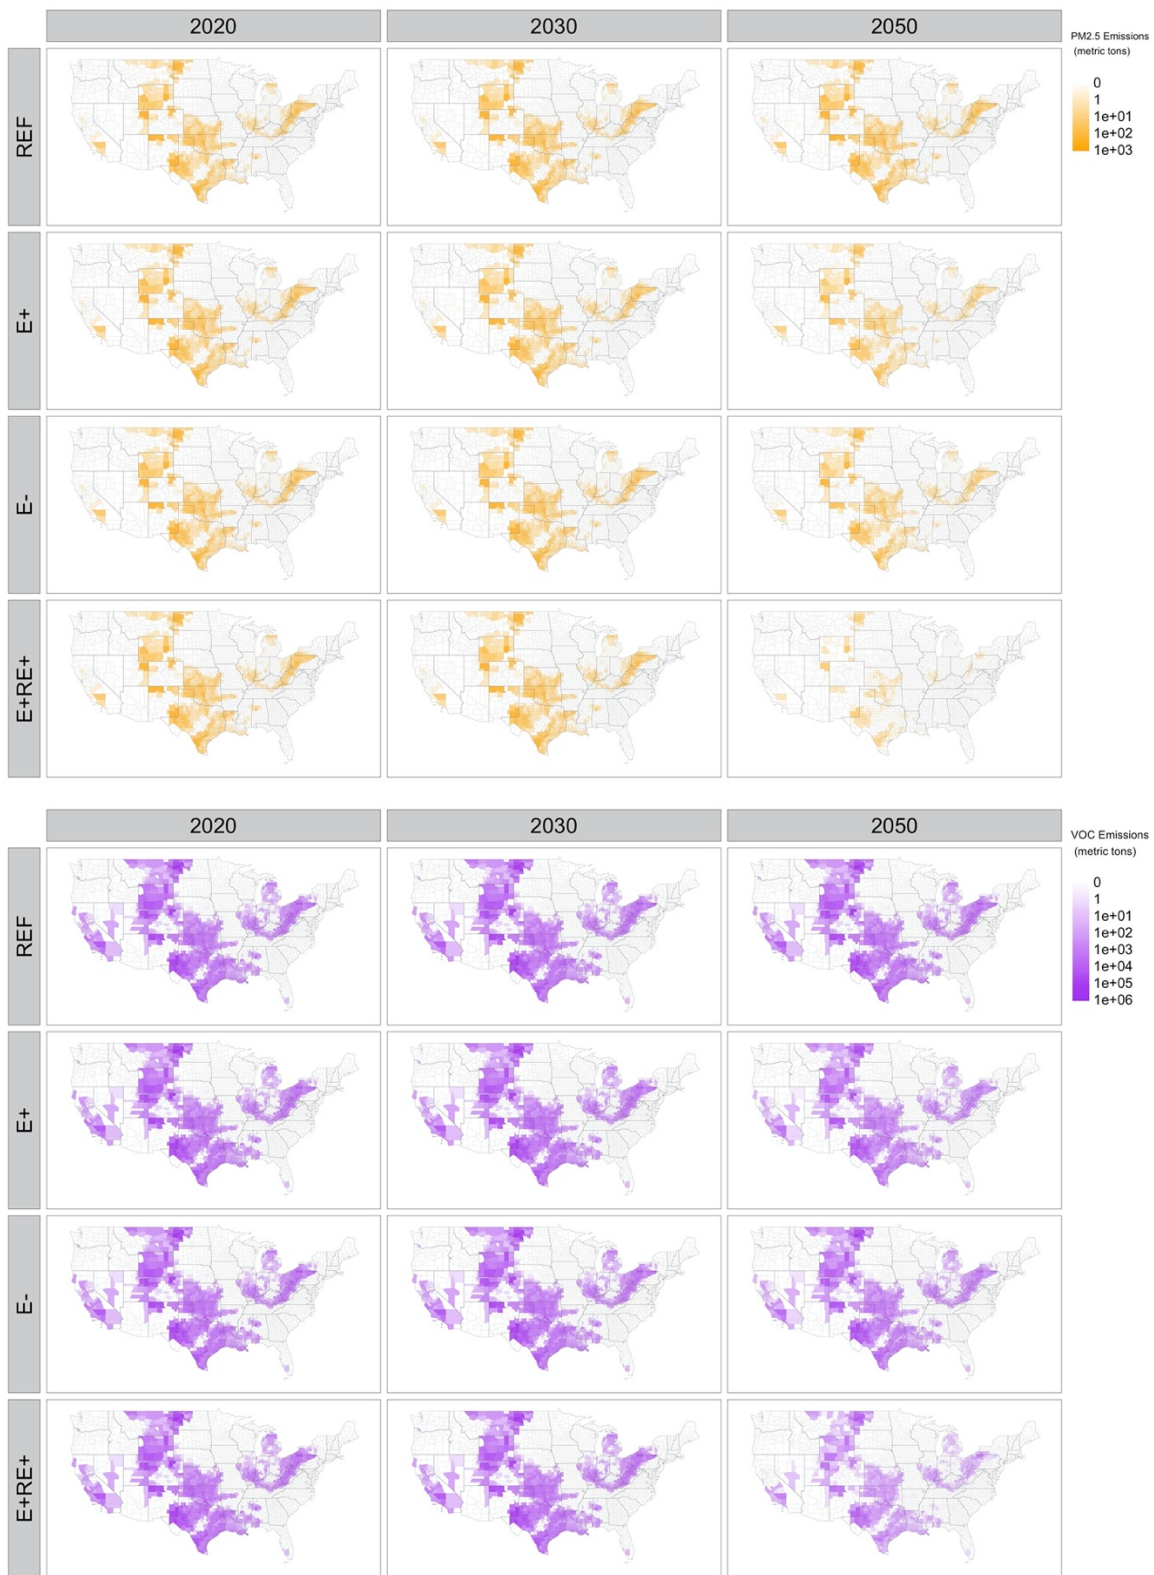 2020 2030 2050
PM2.5 Emissions
(metric tons)
0
1
1e+01
1e+02
1e+03
REF
E+
E-
E+RE+
2020 2030 2050
VOC Emissions
(metric tons)
0
1
1e+01
1e+02
1e+03
1e+04
1e+05
1e+06
REF
E+
E-
E+RE+